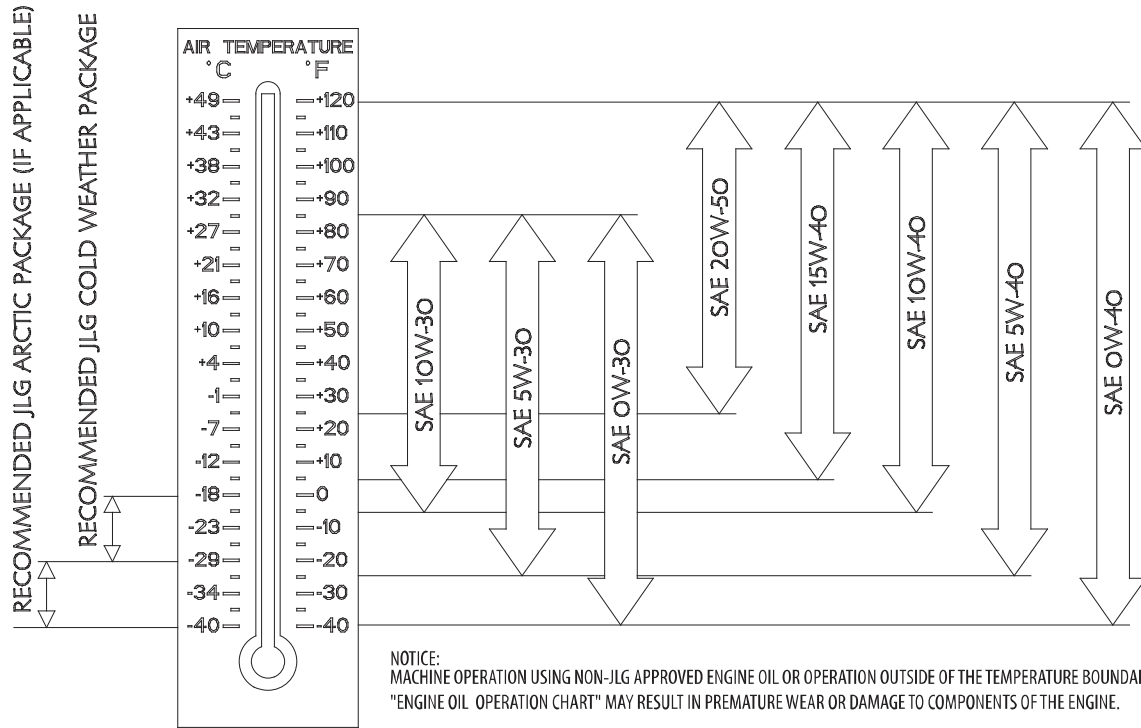 RECOMMENDED JLG ARCTIC PACKAGE (IF APPLICABLE)
RECOMMENDED JLG COLD WEATHER PACKAGE
AIR TEMPERATURE
°C °F
+49 +120
+43 +110
+38 +100
+32 +90
+27 +80
+21 +70
+16 +60
+10 +50
+4 +40
-1 +30
-7 +20
-12 +10
-18 0
-23 -10
-29 -20
-34 -30
-40 -40
SAE 10W-30
SAE 5W-30
SAE 0W-30
SAE 20W-50
SAE 15W-40
SAE 10W-40
SAE 5W-40
SAE 0W-40
NOTICE:
MACHINE OPERATION USING NON-JLG APPROVED ENGINE OIL OR OPERATION OUTSIDE OF THE TEMPERATURE
"ENGINE OIL OPERATION CHART" MAY RESULT IN PREMATURE WEAR OR DAMAGE TO COMPONENTS OF THE ENGINE.